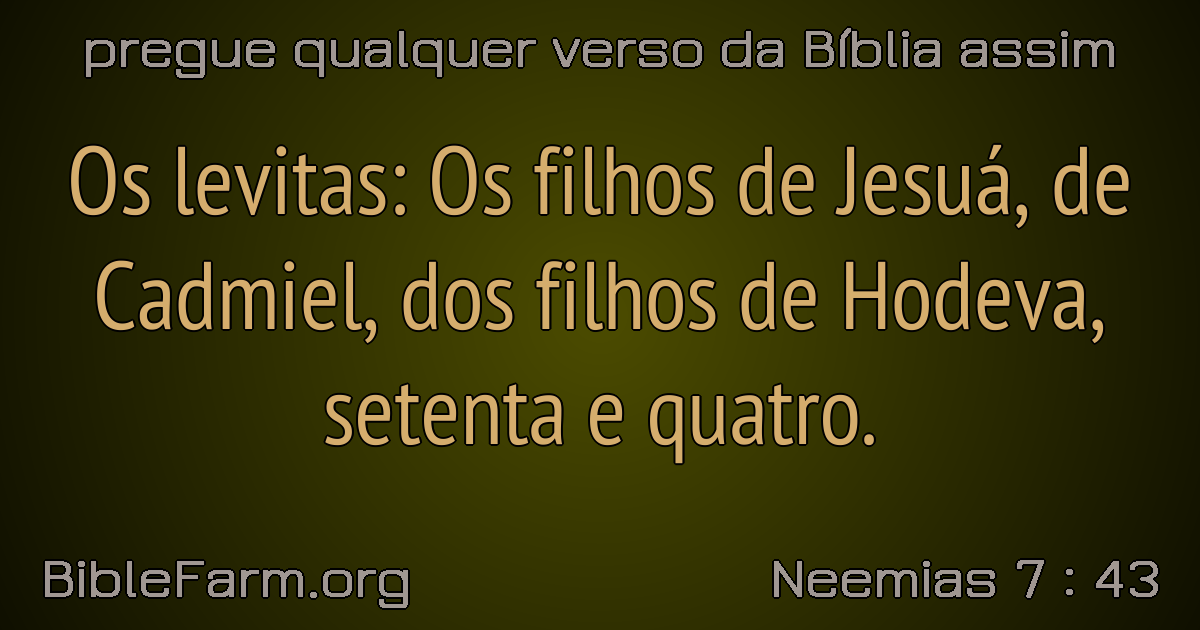 pregue qualquer verso da Bíblia assim
Os levitas: Os filhos de Jesuá, de
Cadmiel, dos filhos de Hodeva,
setenta e quatro.
BibleFarm.org
Neemias 7 : 43